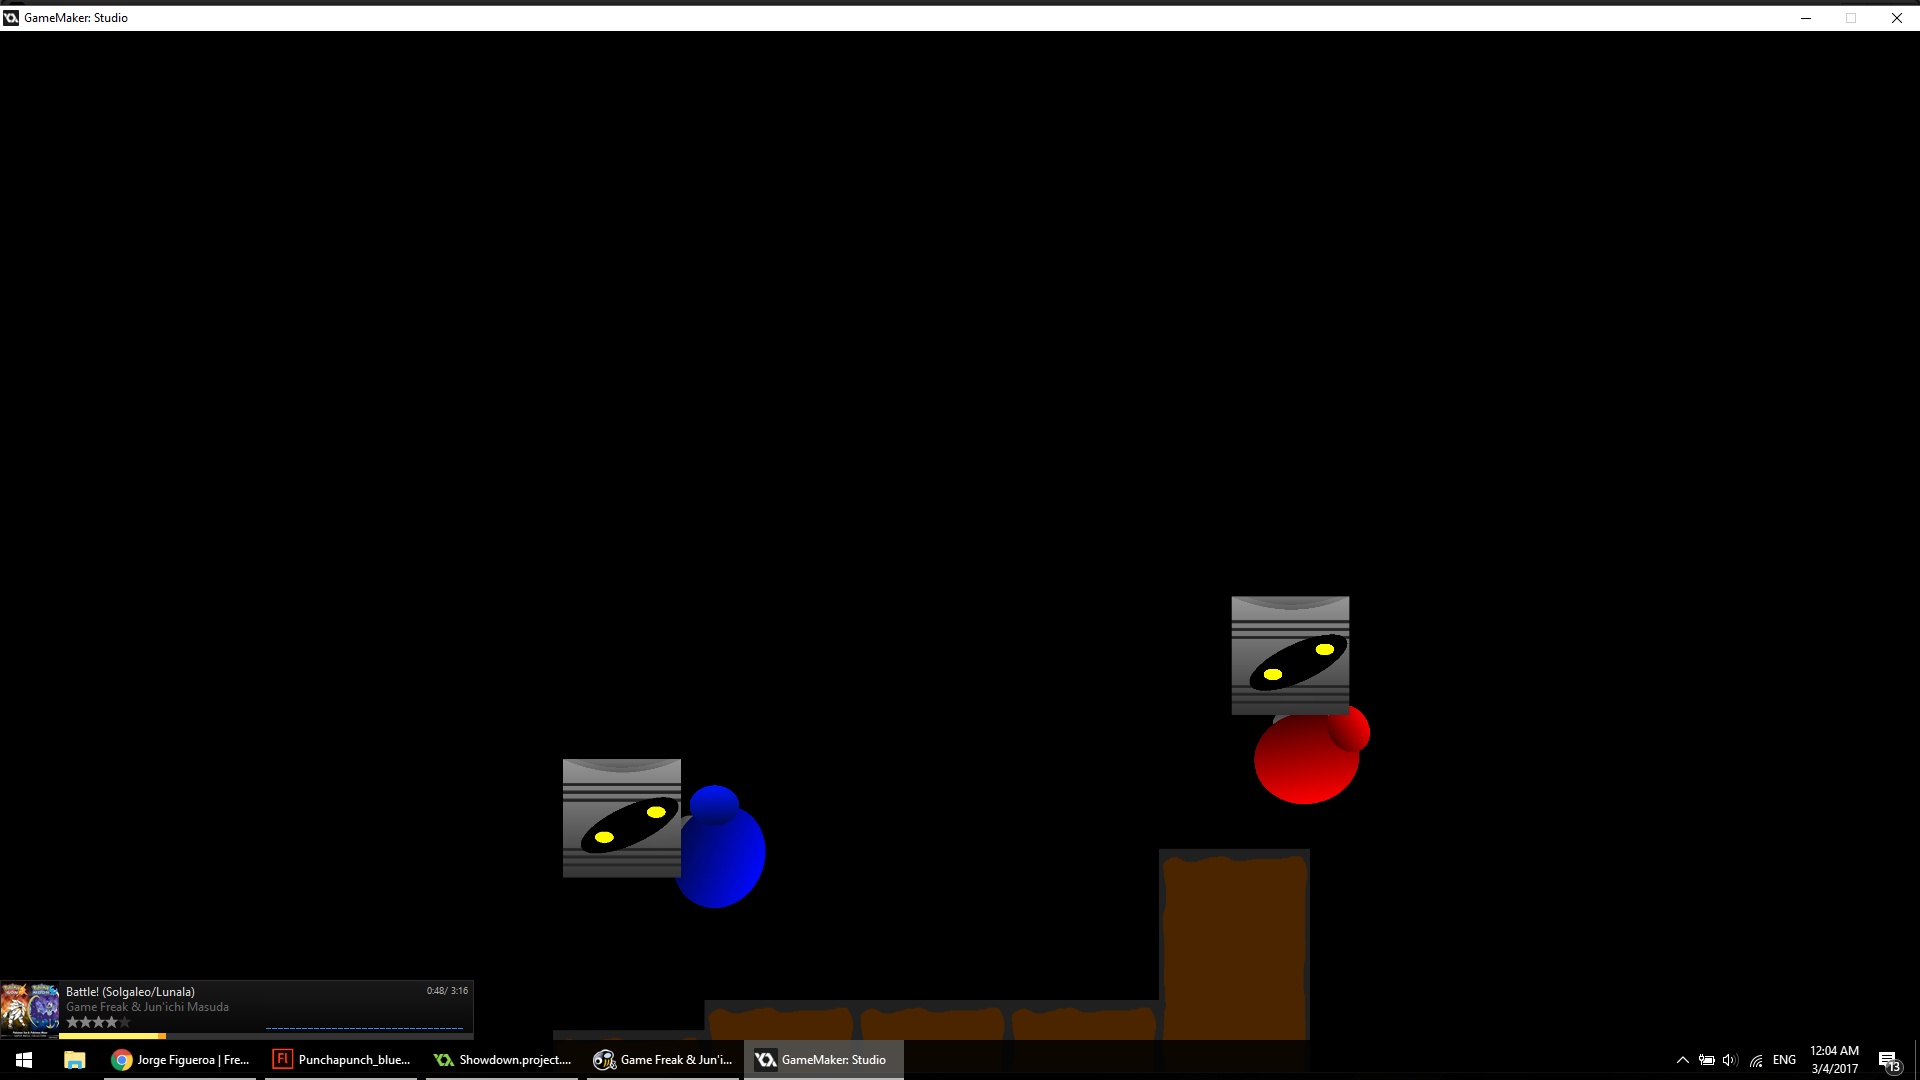 GameMaker: Studio
Battle! (Solgaleo/Lunala)
0:48/ 3:16
Game Freak & Jun'ichi Masuda
Jorge Figueroa | Fre...
Fl
Punchapunch_blue...
Showdown.project....
Game Freak & Jun'i...
GameMaker: Studio
ENG
12:04 AM
3/4/2017
13